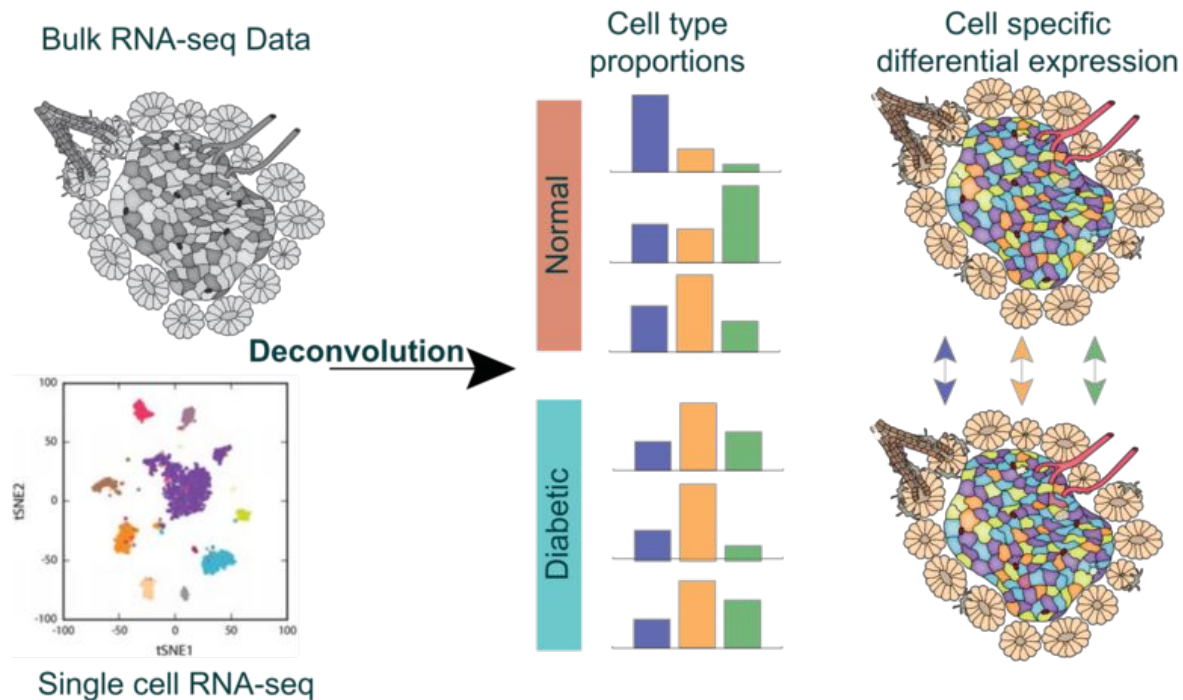 Bulk RNA-seq Data
Cell type
proportions
Cell specific
differential expression
Normal
Deconvolution
Diabetic
100
50
0
-50
-100
tSNE2
-100 -50 0 50 100
tSNE1
Single cell RNA-seq